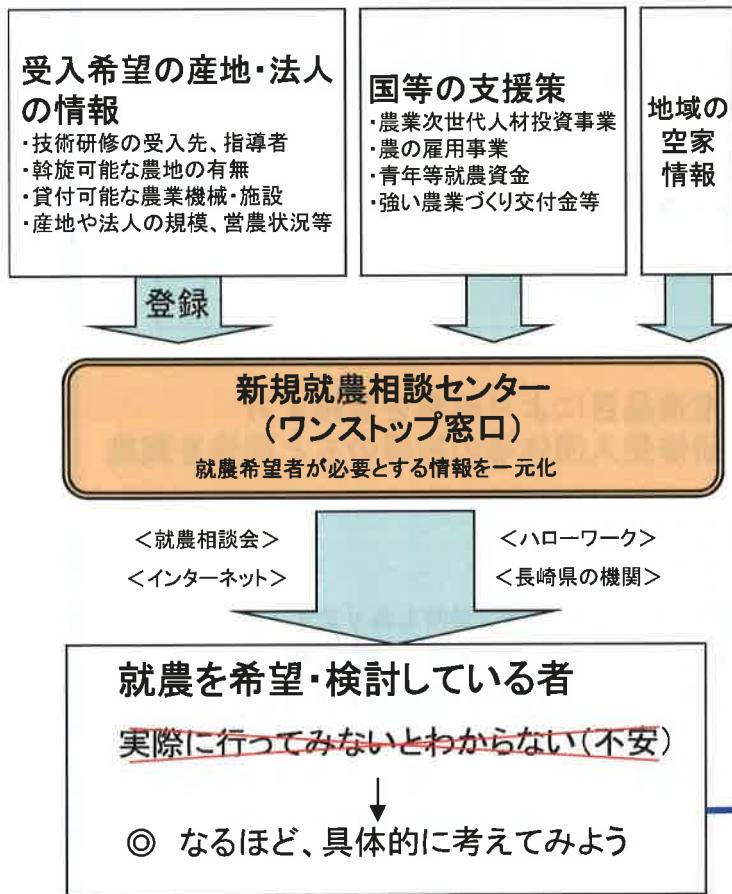 受入希望の産地・法人
の情報
・技術研修の受入先、指導者
・斡旋可能な農地の有無
・貸付可能な農業機械・施設
・産地や法人の規模、営農状況等
国等の支援策
・農業次世代人材投資事業
・農の雇用事業
・青年等就農資金
・強い農業づくり交付金等
地域の
空家
情報
登録
新規就農相談センター
(ワンストップ窓口)
就農希望者が必要とする情報を一元化
<就農相談会>
<ハローワーク>
<インターネット>
<長崎県の機関>
就農を希望・検討している者
実際に行ってみないとわからない(不安)
◎ なるほど、具体的に考えてみよう